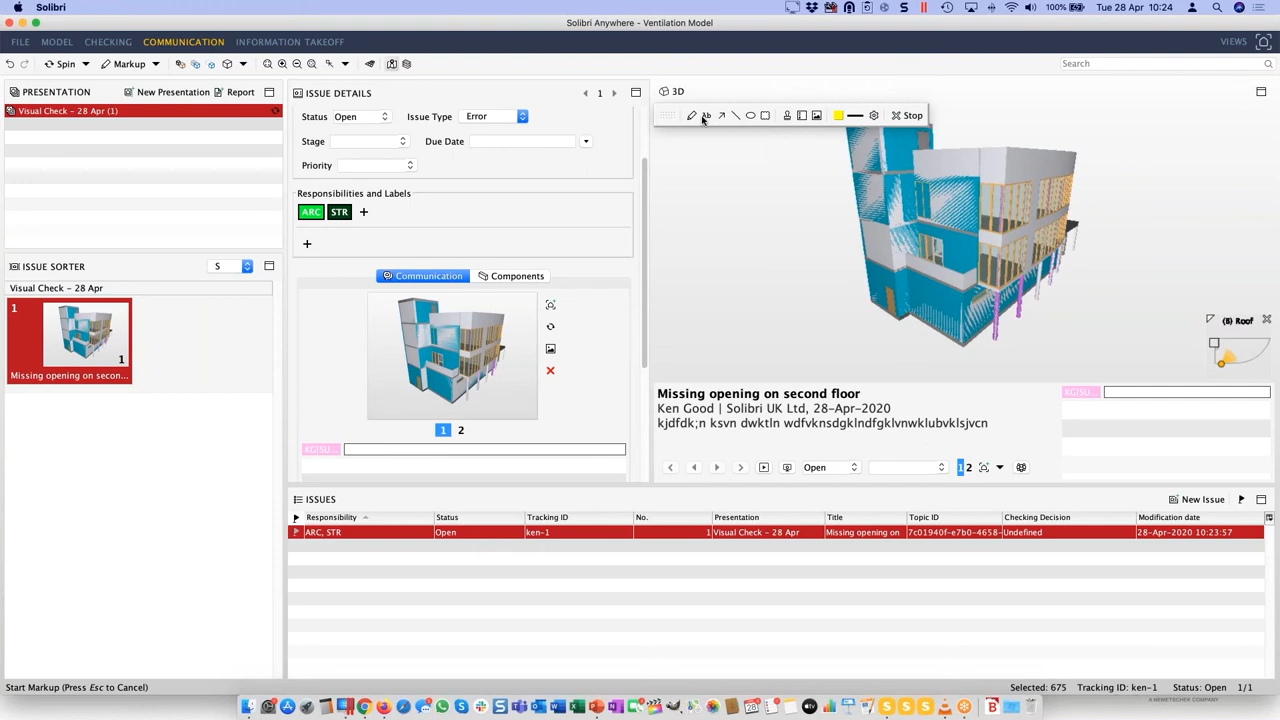 Solibri
100%
Tue 28 Apr 10:24
Solibri Anywhere - Ventilation Model
FILE
MODEL
CHECKING
COMMUNICATION
INFORMATION TAKEOFF
VIEWS
Spin
Markup
Search
PRESENTATION
New Presentation
Report
Visual Check - 28 Apr (1)
ISSUE SORTER
S
Visual Check - 28 Apr
1
1
Missing opening on secon...
ISSUE DETAILS
1
Status
Open
Issue Type
Error
Stage
Due Date
Priority
Responsibilities and Labels
ARC
STR
+
+
Communication
Components
1 2
KG|SU...
3D
Ab
Stop
(B) Roof
Missing opening on second floor
Ken Good | Solibri UK Ltd, 28-Apr-2020
kjdfdk;n ksvn dwktln wdfvknsdgklndfgklvnwklubvklsjvcn
KG|SU...
Open
1 2
ISSUES
New Issue
Responsibility
Status
Tracking ID
No.
Presentation
Title
Topic ID
Checking Decision
Modification date
ARC, STR
Open
ken-1
1
Visual Check - 28 Apr
Missing opening on
7c01940f-e7b0-4658-
Undefined
28-Apr-2020 10:23:57
Start Markup (Press Esc to Cancel)
Selected: 675
Tracking ID: ken-1
Status: Open
1/1
A NEMETSCHEK COMPANY